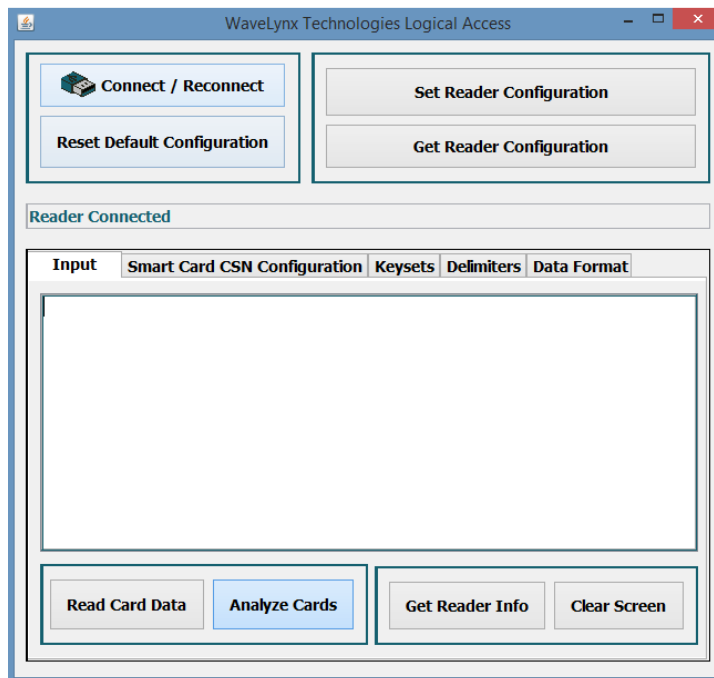 WaveLynx Technologies Logical Access
Connect / Reconnect
Reset Default Configuration
Set Reader Configuration
Get Reader Configuration
Reader Connected
Input Smart Card CSN Configuration Keysets Delimiters Data Format
Read Card Data Analyze Cards Get Reader Info Clear Screen